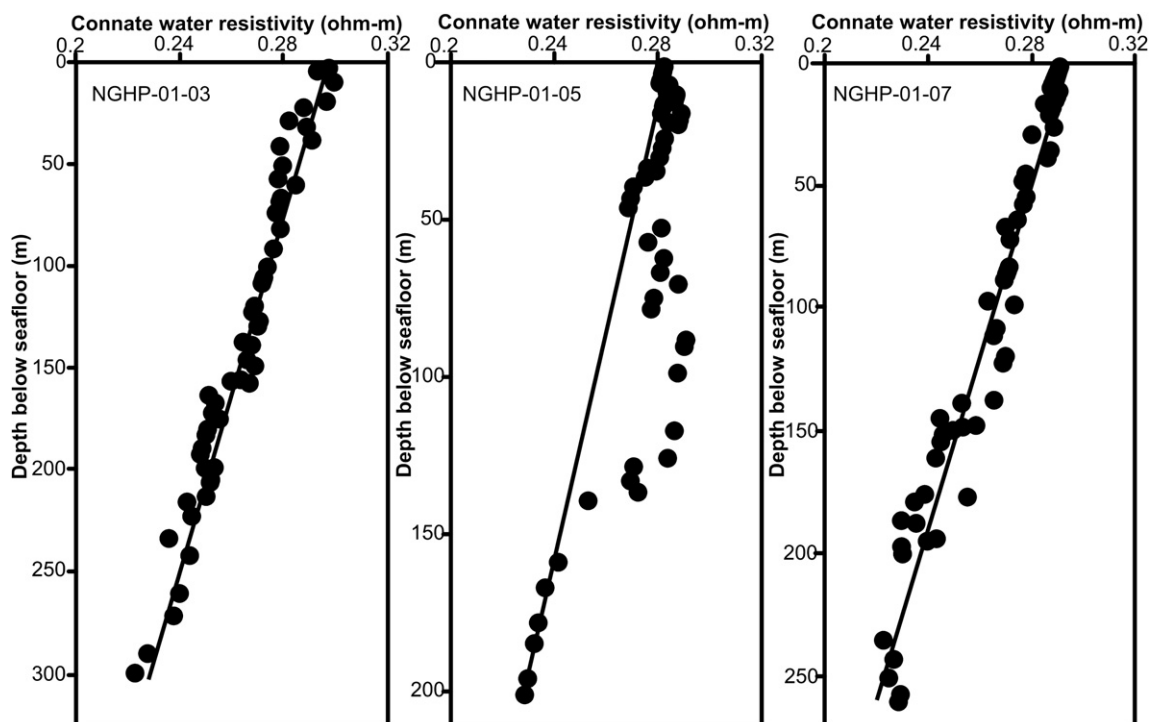 Connate water resistivity (ohm-m)
0.2 0.24 0.28 0.32
NGHP-01-03
Depth below seafloor (m)
0
50
100
150
200
250
300
Connate water resistivity (ohm-m)
0.2 0.24 0.28 0.32
NGHP-01-05
Depth below seafloor (m)
0
50
100
150
200
Connate water resistivity (ohm-m)
0.2 0.24 0.28 0.32
NGHP-01-07
Depth below seafloor (m)
0
50
100
150
200
250